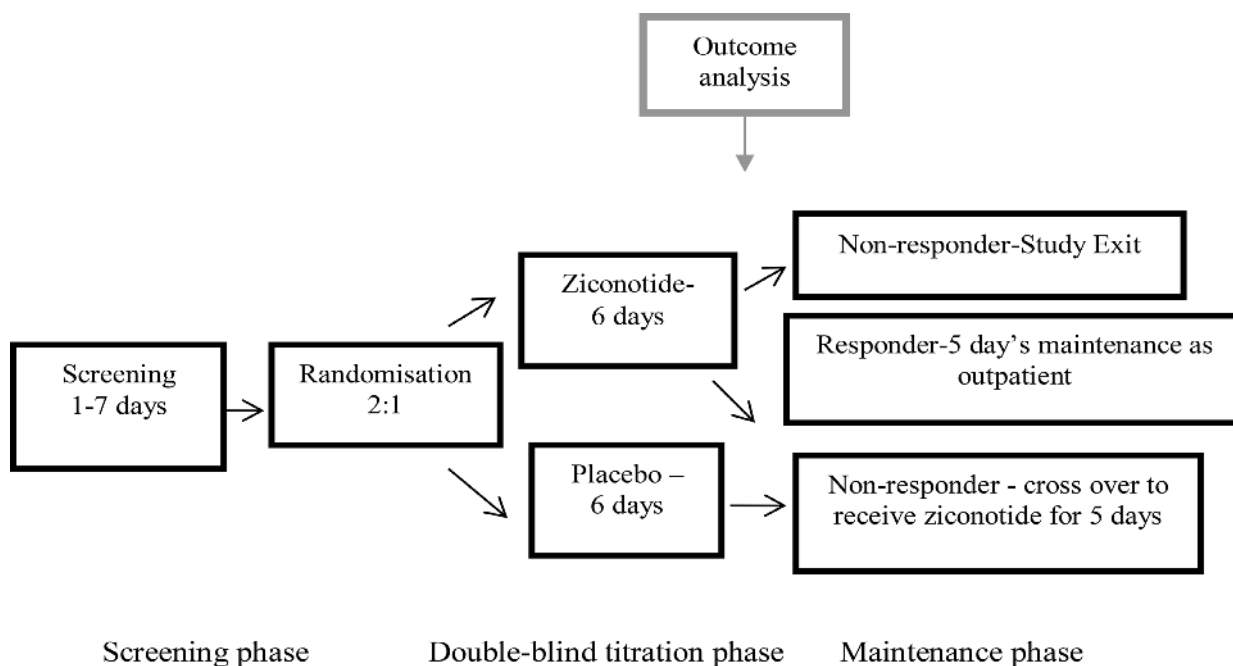 Outcome
analysis
Non-responder-Study Exit
Ziconotide-
6 days
Responder-5 day's maintenance as
outpatient
Screening
1-7 days
Randomisation
2:1
Placebo –
6 days
Non-responder - cross over to
receive ziconotide for 5 days
Screening phase
Double-blind titration phase
Maintenance phase